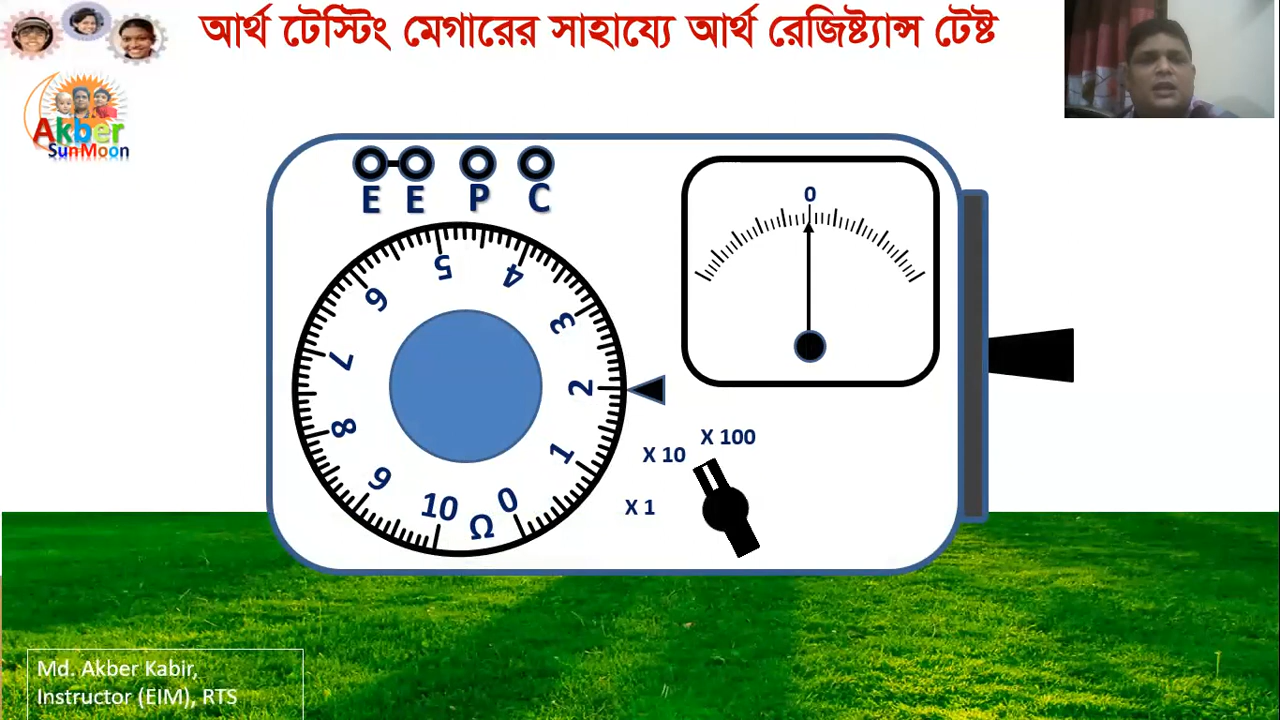 আর্থ টেস্টিং মেগারের সাহায্যে আর্থ রেজিষ্ট্যান্স টেষ্ট
Akber
SunMoon
E E P C
0
5 4 3 2 1 0 Ω 10 9 8 7 6
X 100
X 10
X 1
Md. Akber Kabir,
Instructor (EIM), RTS